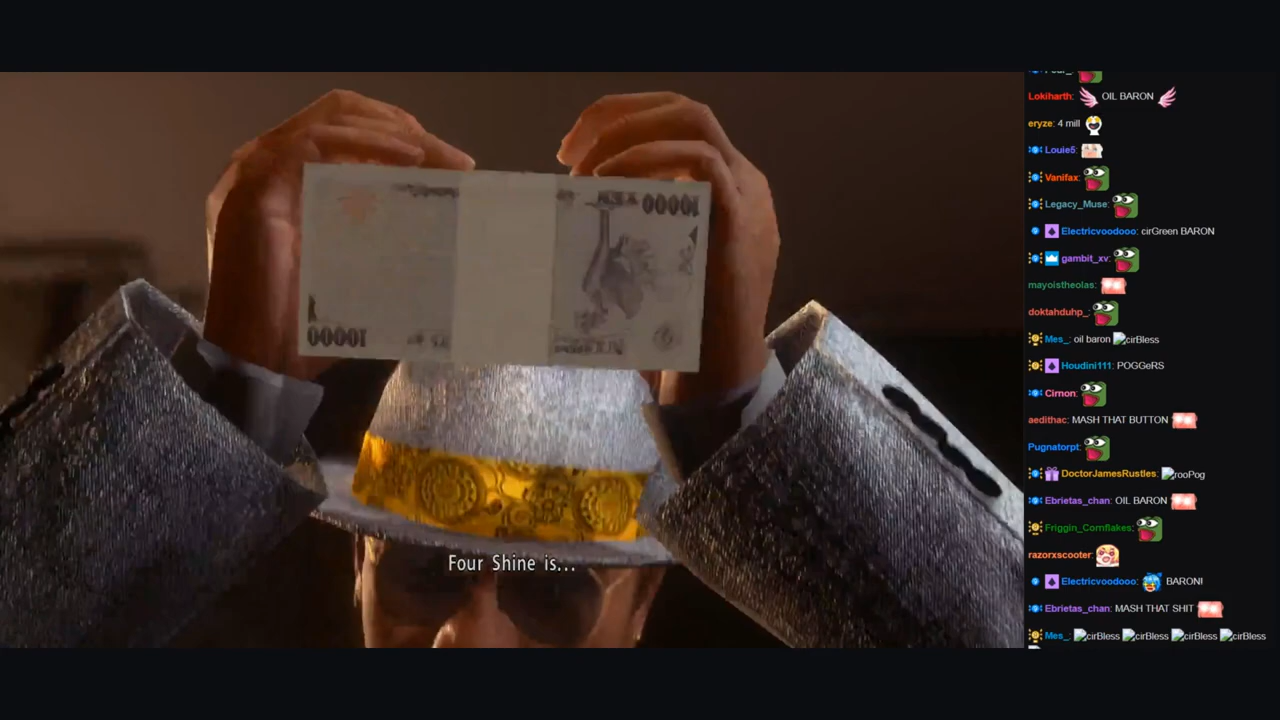 10000
10000
Four Shine is...
Lokiharth: OIL BARON
eryze: 4 mill
Louie5:
Vanifax:
Legacy_Muse:
Electricvoodooo: cirGreen BARON
gambit_xv:
mayoistheolas:
doktahduhp_:
Mes_: oil baron cirBless
Houdini111: POGGeRS
Cirnon:
aedithac: MASH THAT BUTTON
Pugnatorpt:
DoctorJamesRustles: rooPog
Ebrietas_chan: OIL BARON
Friggin_Cornflakes:
razorxscooter:
Electricvoodooo: BARON!
Ebrietas_chan: MASH THAT SHIT
Mes_: cirBless cirBless cirBless cirBless